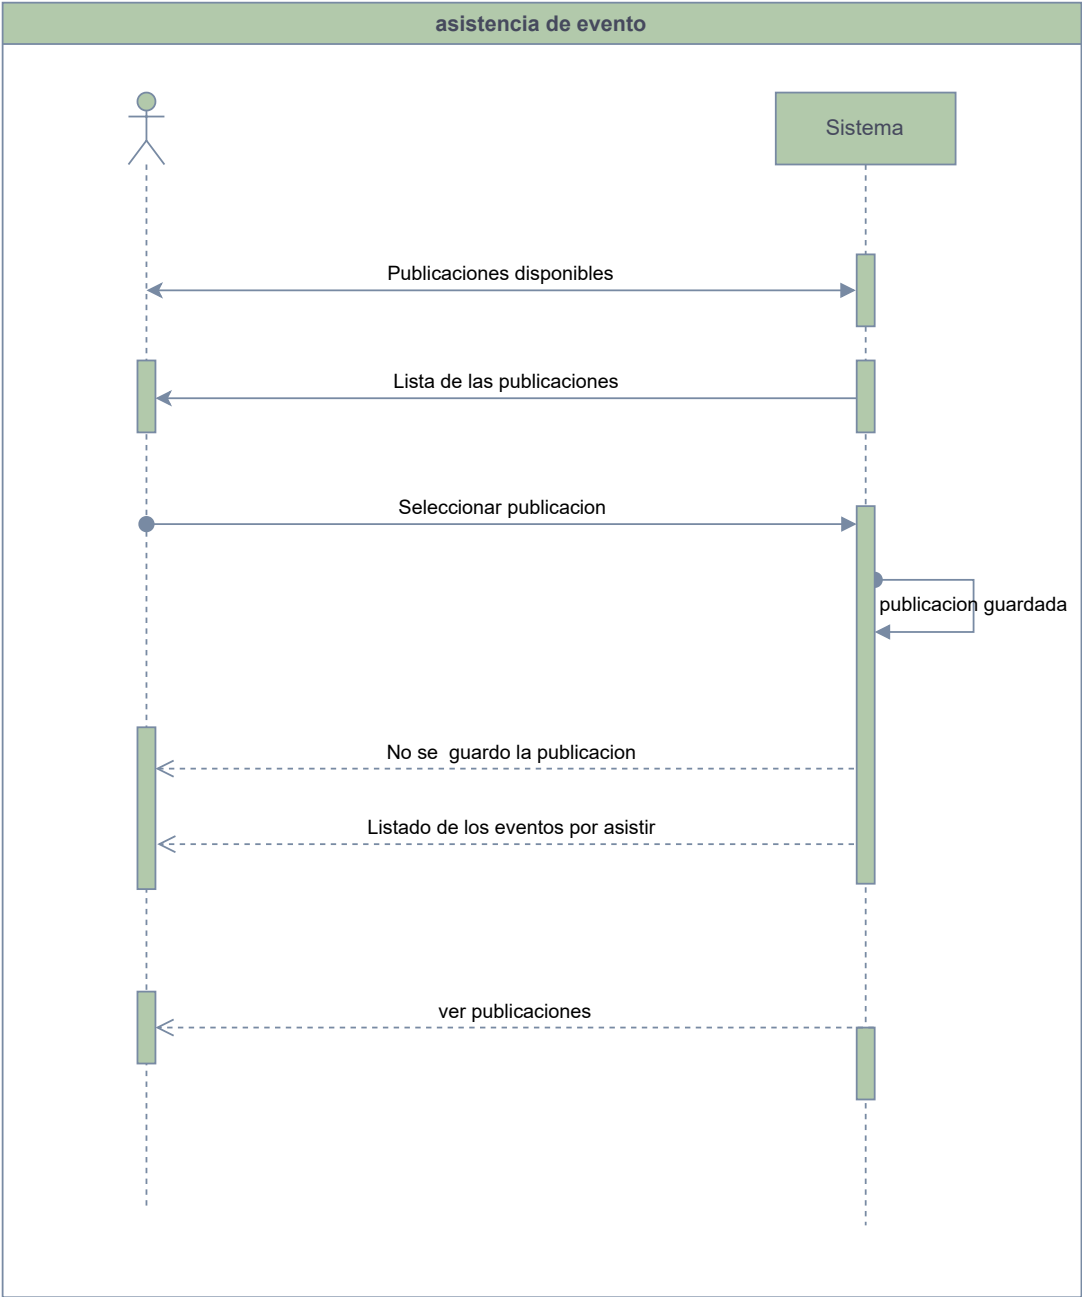 asistencia de evento
Sistema
Publicaciones disponibles
Lista de las publicaciones
Seleccionar publicacion
publicacion guardada
No se  guardo la publicacion
Listado de los eventos por asistir
ver publicaciones